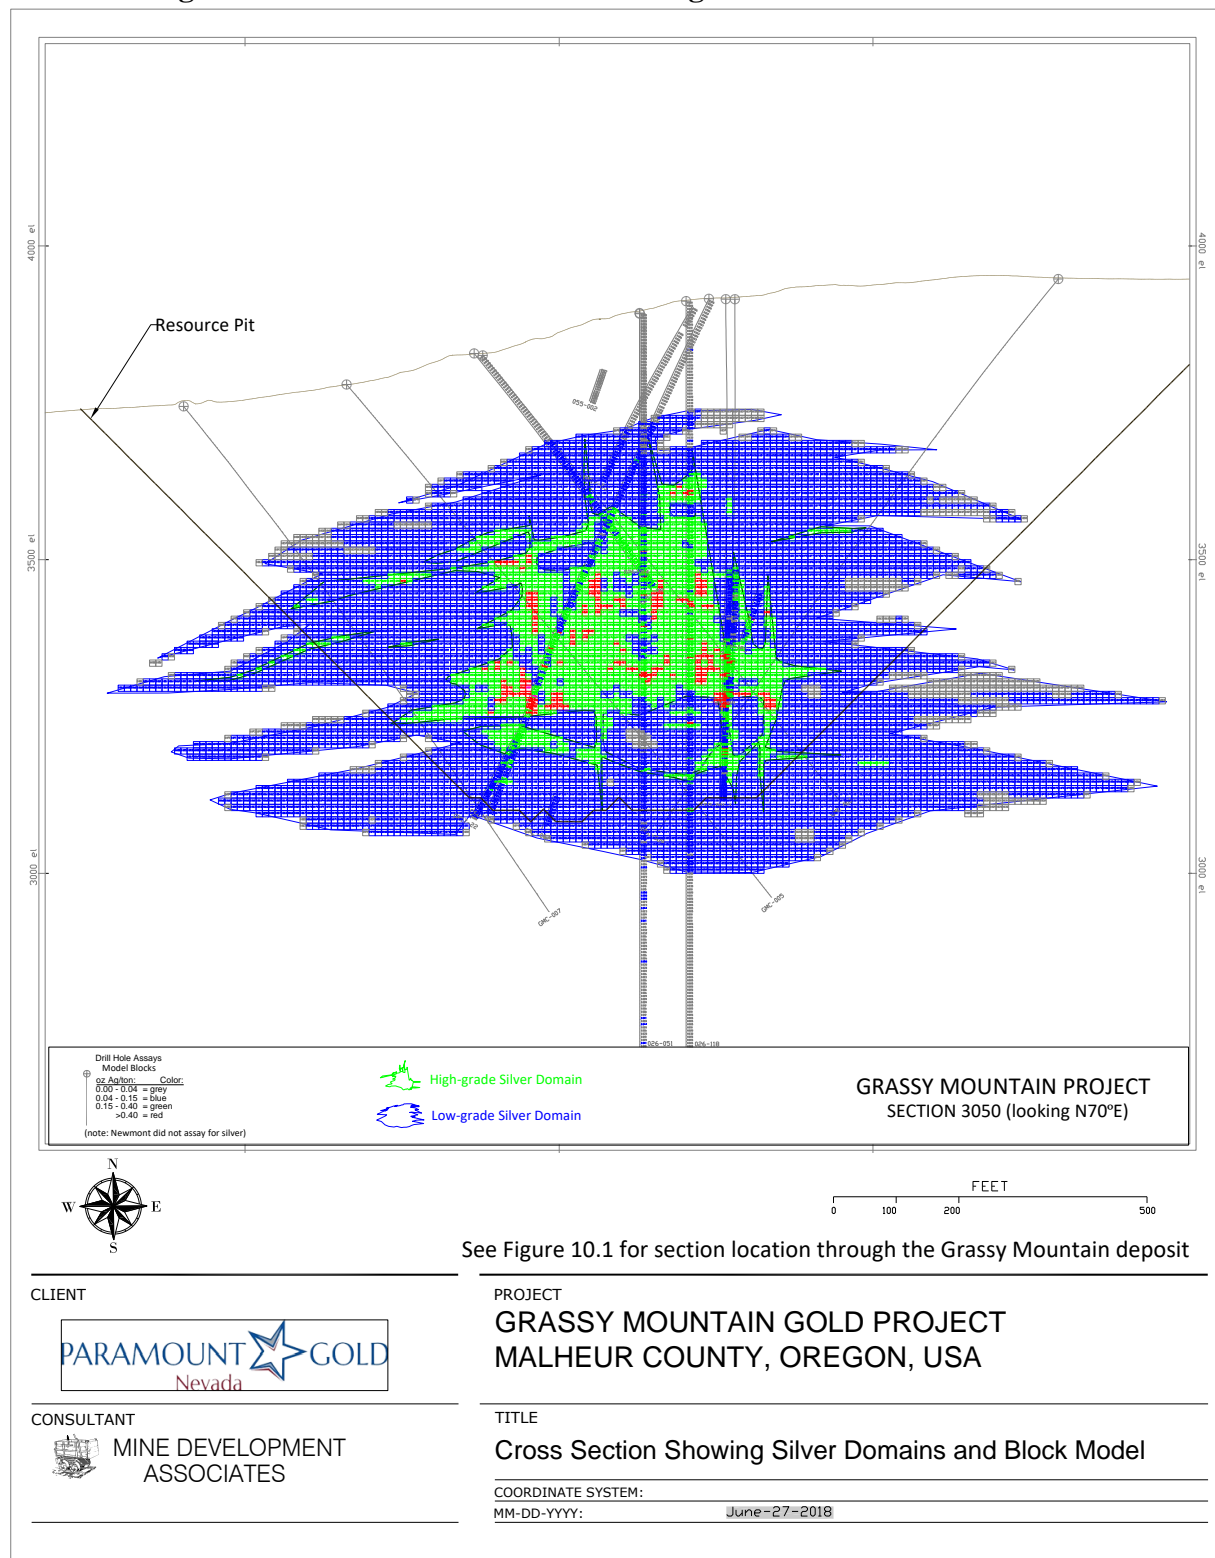 4000 el
4000 el
Resource Pit
055-002
3500 el
3500 el
3000 el
3000 el
GMC-007
GMC-005
026-051
026-118
Drill Hole Assays
Model Blocks
oz Ag/ton: Color:
0.00 - 0.04 = grey
0.04 - 0.15 = blue
0.15 - 0.40 = green
>0.40 = red
(note: Newmont did not assay for silver)
High-grade Silver Domain
Low-grade Silver Domain
GRASSY MOUNTAIN PROJECT
SECTION 3050 (looking N70°E)
N
W E
S
FEET
0 100 200 500
See Figure 10.1 for section location through the Grassy Mountain deposit
CLIENT
PARAMOUNT GOLD
Nevada
PROJECT
GRASSY MOUNTAIN GOLD PROJECT
MALHEUR COUNTY, OREGON, USA
CONSULTANT
MINE DEVELOPMENT
ASSOCIATES
TITLE
Cross Section Showing Silver Domains and Block Model
COORDINATE SYSTEM:
MM-DD-YYYY: June-27-2018